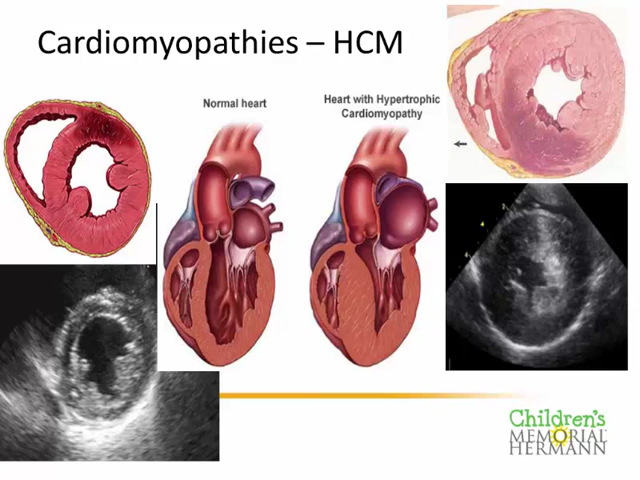 Cardiomyopathies – HCM
Normal heart
Heart with Hypertrophic
Cardiomyopathy
Children's
MEMORIAL
HERMANN